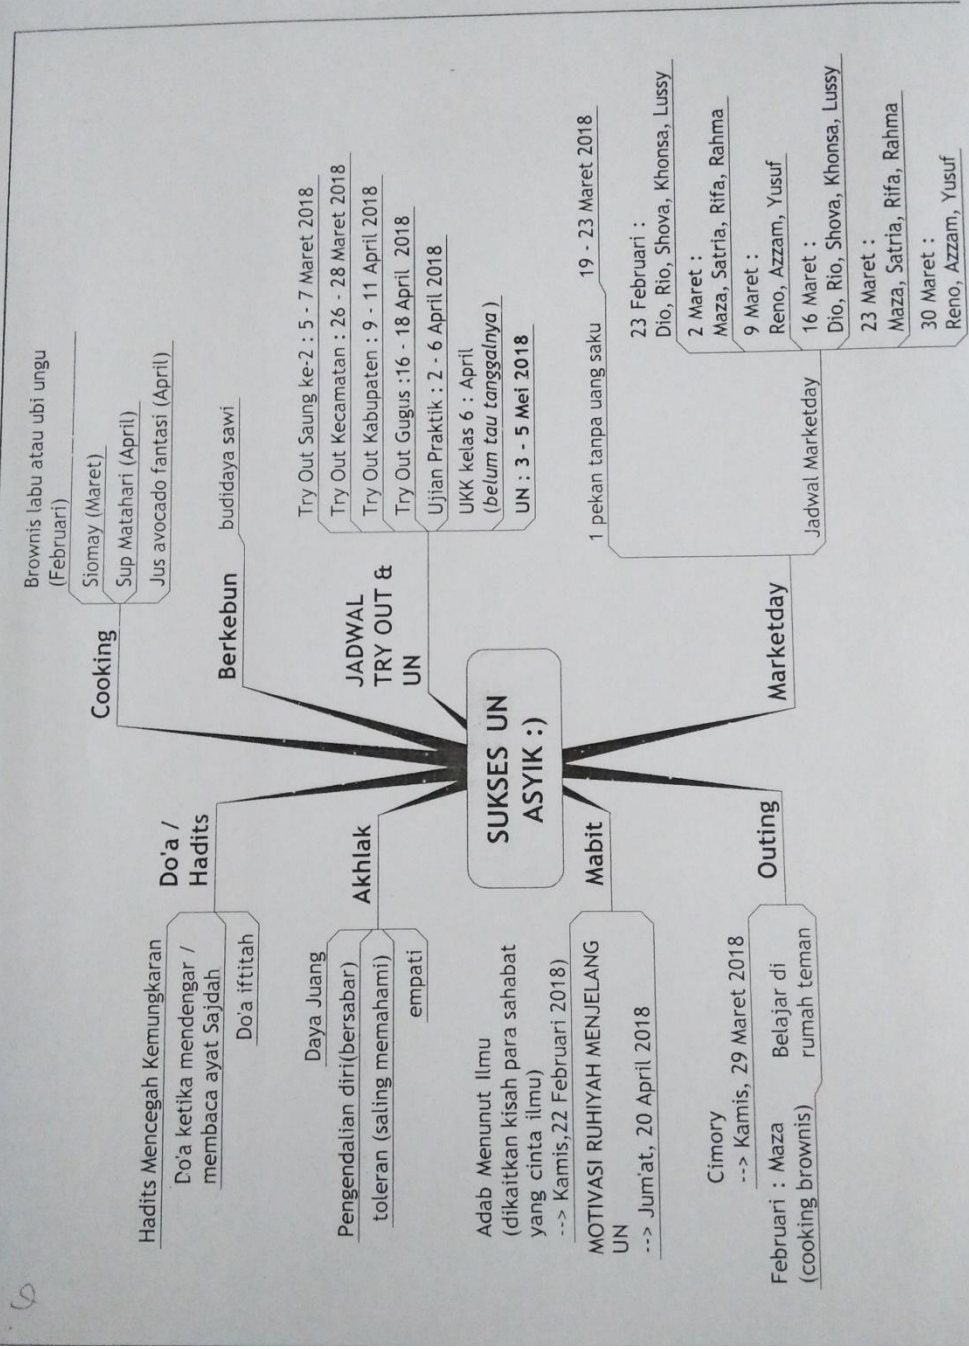 SUKSES UN
ASYIK :)
Cooking
Brownis labu atau ubi ungu
(Februari)
Siomay (Maret)
Sup Matahari (April)
Jus avocado fantasi (April)
Berkebun
budidaya sawi
JADWAL
TRY OUT &
UN
Try Out Saung ke-2 : 5 - 7 Maret 2018
Try Out Kecamatan : 26 - 28 Maret 2018
Try Out Kabupaten : 9 - 11 April 2018
Try Out Gugus :16 - 18 April 2018
Ujian Praktik : 2 - 6 April 2018
UKK kelas 6 : April
(belum tau tanggalnya )
UN : 3 - 5 Mei 2018
Marketday
1 pekan tanpa uang saku 19 - 23 Maret 2018
Jadwal Marketday
23 Februari :
Dio, Rio, Shova, Khonsa, Lussy
2 Maret :
Maza, Satria, Rifa, Rahma
9 Maret :
Reno, Azzam, Yusuf
16 Maret :
Dio, Rio, Shova, Khonsa, Lussy
23 Maret :
Maza, Satria, Rifa, Rahma
30 Maret :
Reno, Azzam, Yusuf
Do'a /
Hadits
Hadits Mencegah Kemungkaran
Do'a ketika mendengar /
membaca ayat Sajdah
Do'a iftitah
Akhlak
Daya Juang
Pengendalian diri(bersabar)
toleran (saling memahami)
empati
Mabit
Adab Menunut Ilmu
(dikaitkan kisah para sahabat
yang cinta ilmu)
--> Kamis,22 Februari 2018)
MOTIVASI RUHIYAH MENJELANG
UN
--> Jum'at, 20 April 2018
Outing
Cimory
--> Kamis, 29 Maret 2018
Februari : Maza Belajar di
(cooking brownis) rumah teman
6